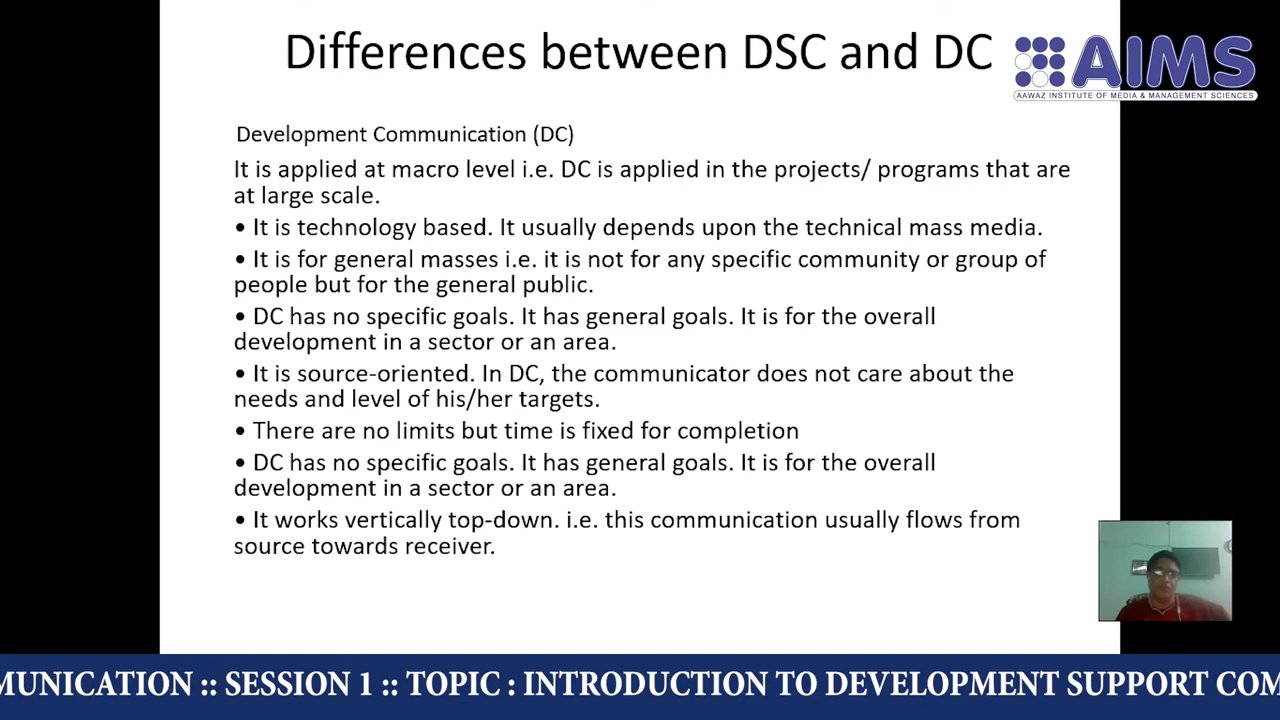 Differences between DSC and DC
AIMS
AAWAZ INSTITUTE OF MEDIA & MANAGEMENT SCIENCES
Development Communication (DC)
It is applied at macro level i.e. DC is applied in the projects/ programs that are
at large scale.
• It is technology based. It usually depends upon the technical mass media.
• It is for general masses i.e. it is not for any specific community or group of
people but for the general public.
• DC has no specific goals. It has general goals. It is for the overall
development in a sector or an area.
• It is source-oriented. In DC, the communicator does not care about the
needs and level of his/her targets.
• There are no limits but time is fixed for completion
• DC has no specific goals. It has general goals. It is for the overall
development in a sector or an area.
• It works vertically top-down. i.e. this communication usually flows from
source towards receiver.
MUNICATION :: SESSION 1 :: TOPIC : INTRODUCTION TO DEVELOPMENT SUPPORT COM